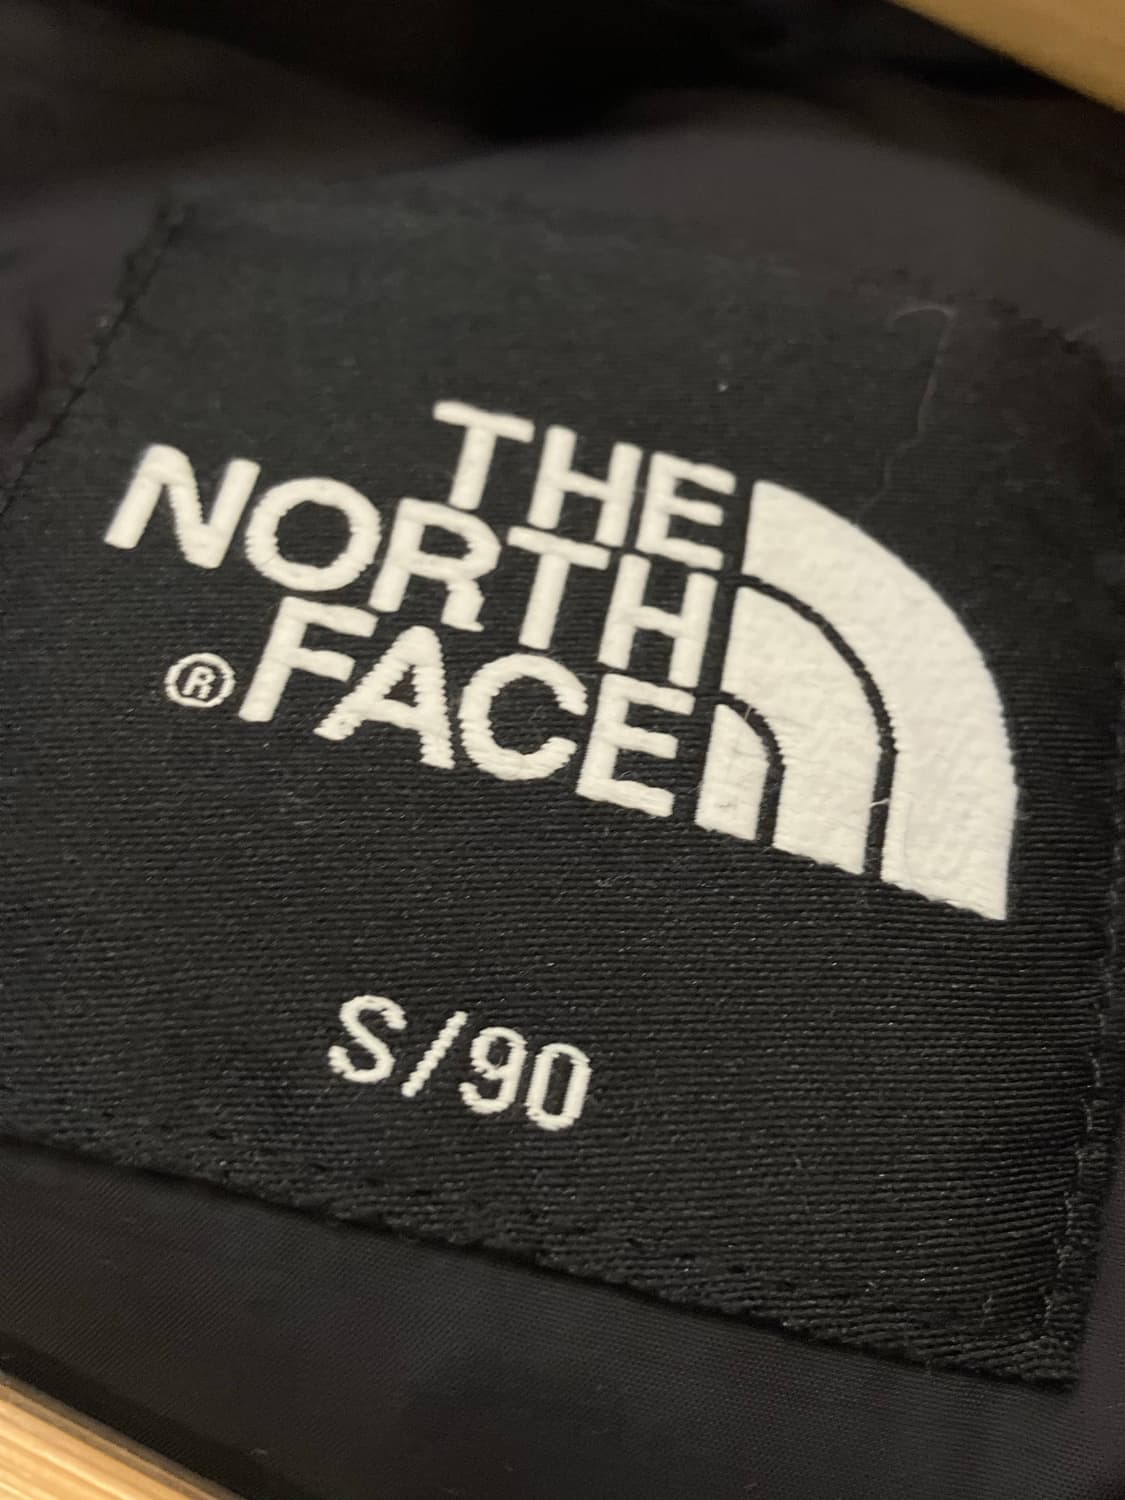 THE
NORTH
® FACE
S/90